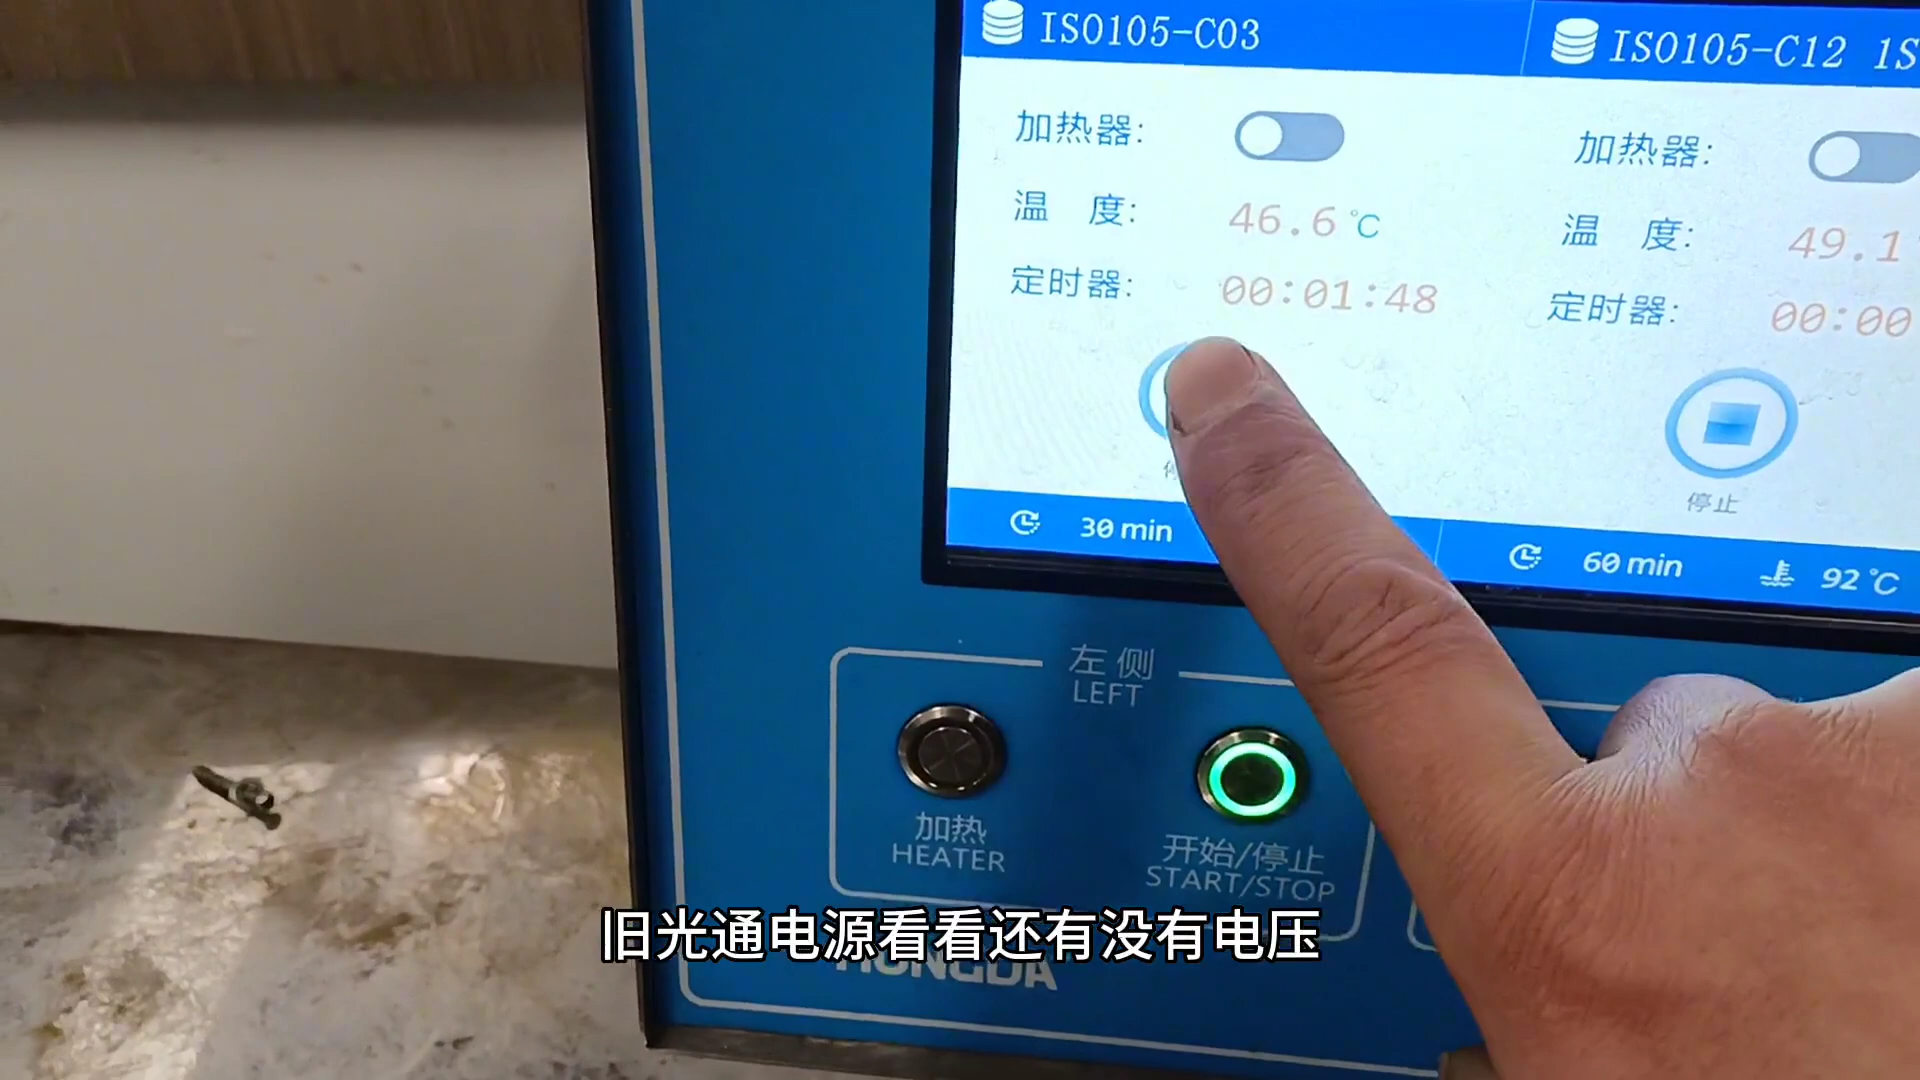 ISO105-C03
ISO105-C12 1S
加热器:
加热器:
温 度: 46.6℃
温 度: 49.1
定时器: 00:01:48
定时器: 00:00
停止
30 min
60 min 92℃
左侧
LEFT
加热
HEATER
开始/停止
START/STOP
旧光通电源看看还有没有电压
HONGDA